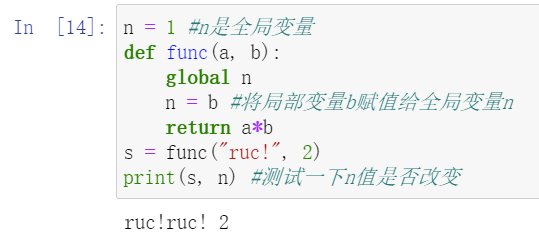 In [14]: n = 1 #n是全局变量
def func(a, b):
    global n
    n = b #将局部变量b赋值给全局变量n
    return a*b
s = func("ruc!", 2)
print(s, n) #测试一下n值是否改变
ruc!ruc! 2